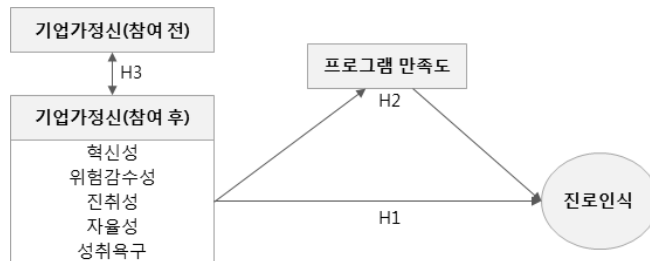 기업가정신(참여 전)
H3
기업가정신(참여 후)
혁신성
위험감수성
진취성
자율성
성취욕구
프로그램 만족도
H2
H1
진로인식